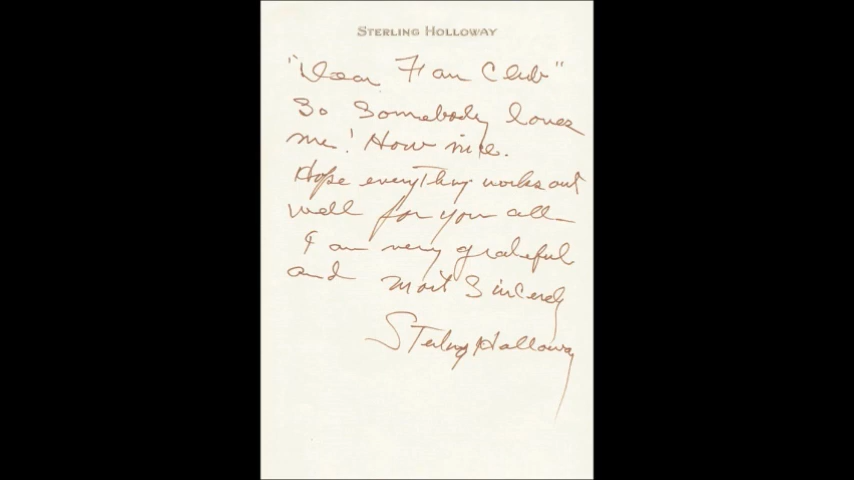 STERLING HOLLOWAY
"Dear Fan Club"
So Somebody loves
me! How nice.
Hope everything works out
well for you all—
I am very grateful
and most Sincerely
Sterling Holloway